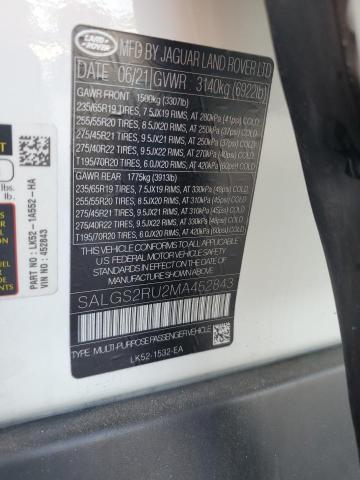 LAND ROVER
MFD BY JAGUAR LAND ROVER LTD
DATE 06/21 GVWR 3140kg (6922lb)
GAWR FRONT 1500kg (3307lb)
235/65R19 TIRES, 7.5JX19 RIMS, AT 280kPa (41psi) COLD
255/55R20 TIRES, 8.5JX20 RIMS, AT 250kPa (37psi) COLD
275/45R21 TIRES, 9.5JX21 RIMS, AT 250kPa (37psi) COLD
275/40R22 TIRES, 9.5JX22 RIMS, AT 270kPa (40psi) COLD
T195/70R20 TIRES, 6.0JX20 RIMS, AT 420kPa (60psi) COLD
GAWR REAR 1775kg (3913lb)
235/65R19 TIRES, 7.5JX19 RIMS, AT 330kPa (48psi) COLD
255/55R20 TIRES, 8.5JX20 RIMS, AT 310kPa (45psi) COLD
275/45R21 TIRES, 9.5JX21 RIMS, AT 310kPa (45psi) COLD
275/40R22 TIRES, 9.5JX22 RIMS, AT 330kPa (48psi) COLD
T195/70R20 TIRES, 6.0JX20 RIMS, AT 420kPa (60psi) COLD
THIS VEHICLE CONFORMS TO ALL APPLICABLE
U.S FEDERAL MOTOR VEHICLE SAFETY, BUMPER
AND THEFT PREVENTION STANDARDS IN
EFFECT ON THE DATE OF MANUFACTURE
SHOWN ABOVE.
SALGS2RU2MA452843
TYPE MULTI-PURPOSE PASSENGER VEHICLE
LK52-1532-EA
lbs.
lb.
PART NO : LK52-1A552-HA
VIN NO : 452843